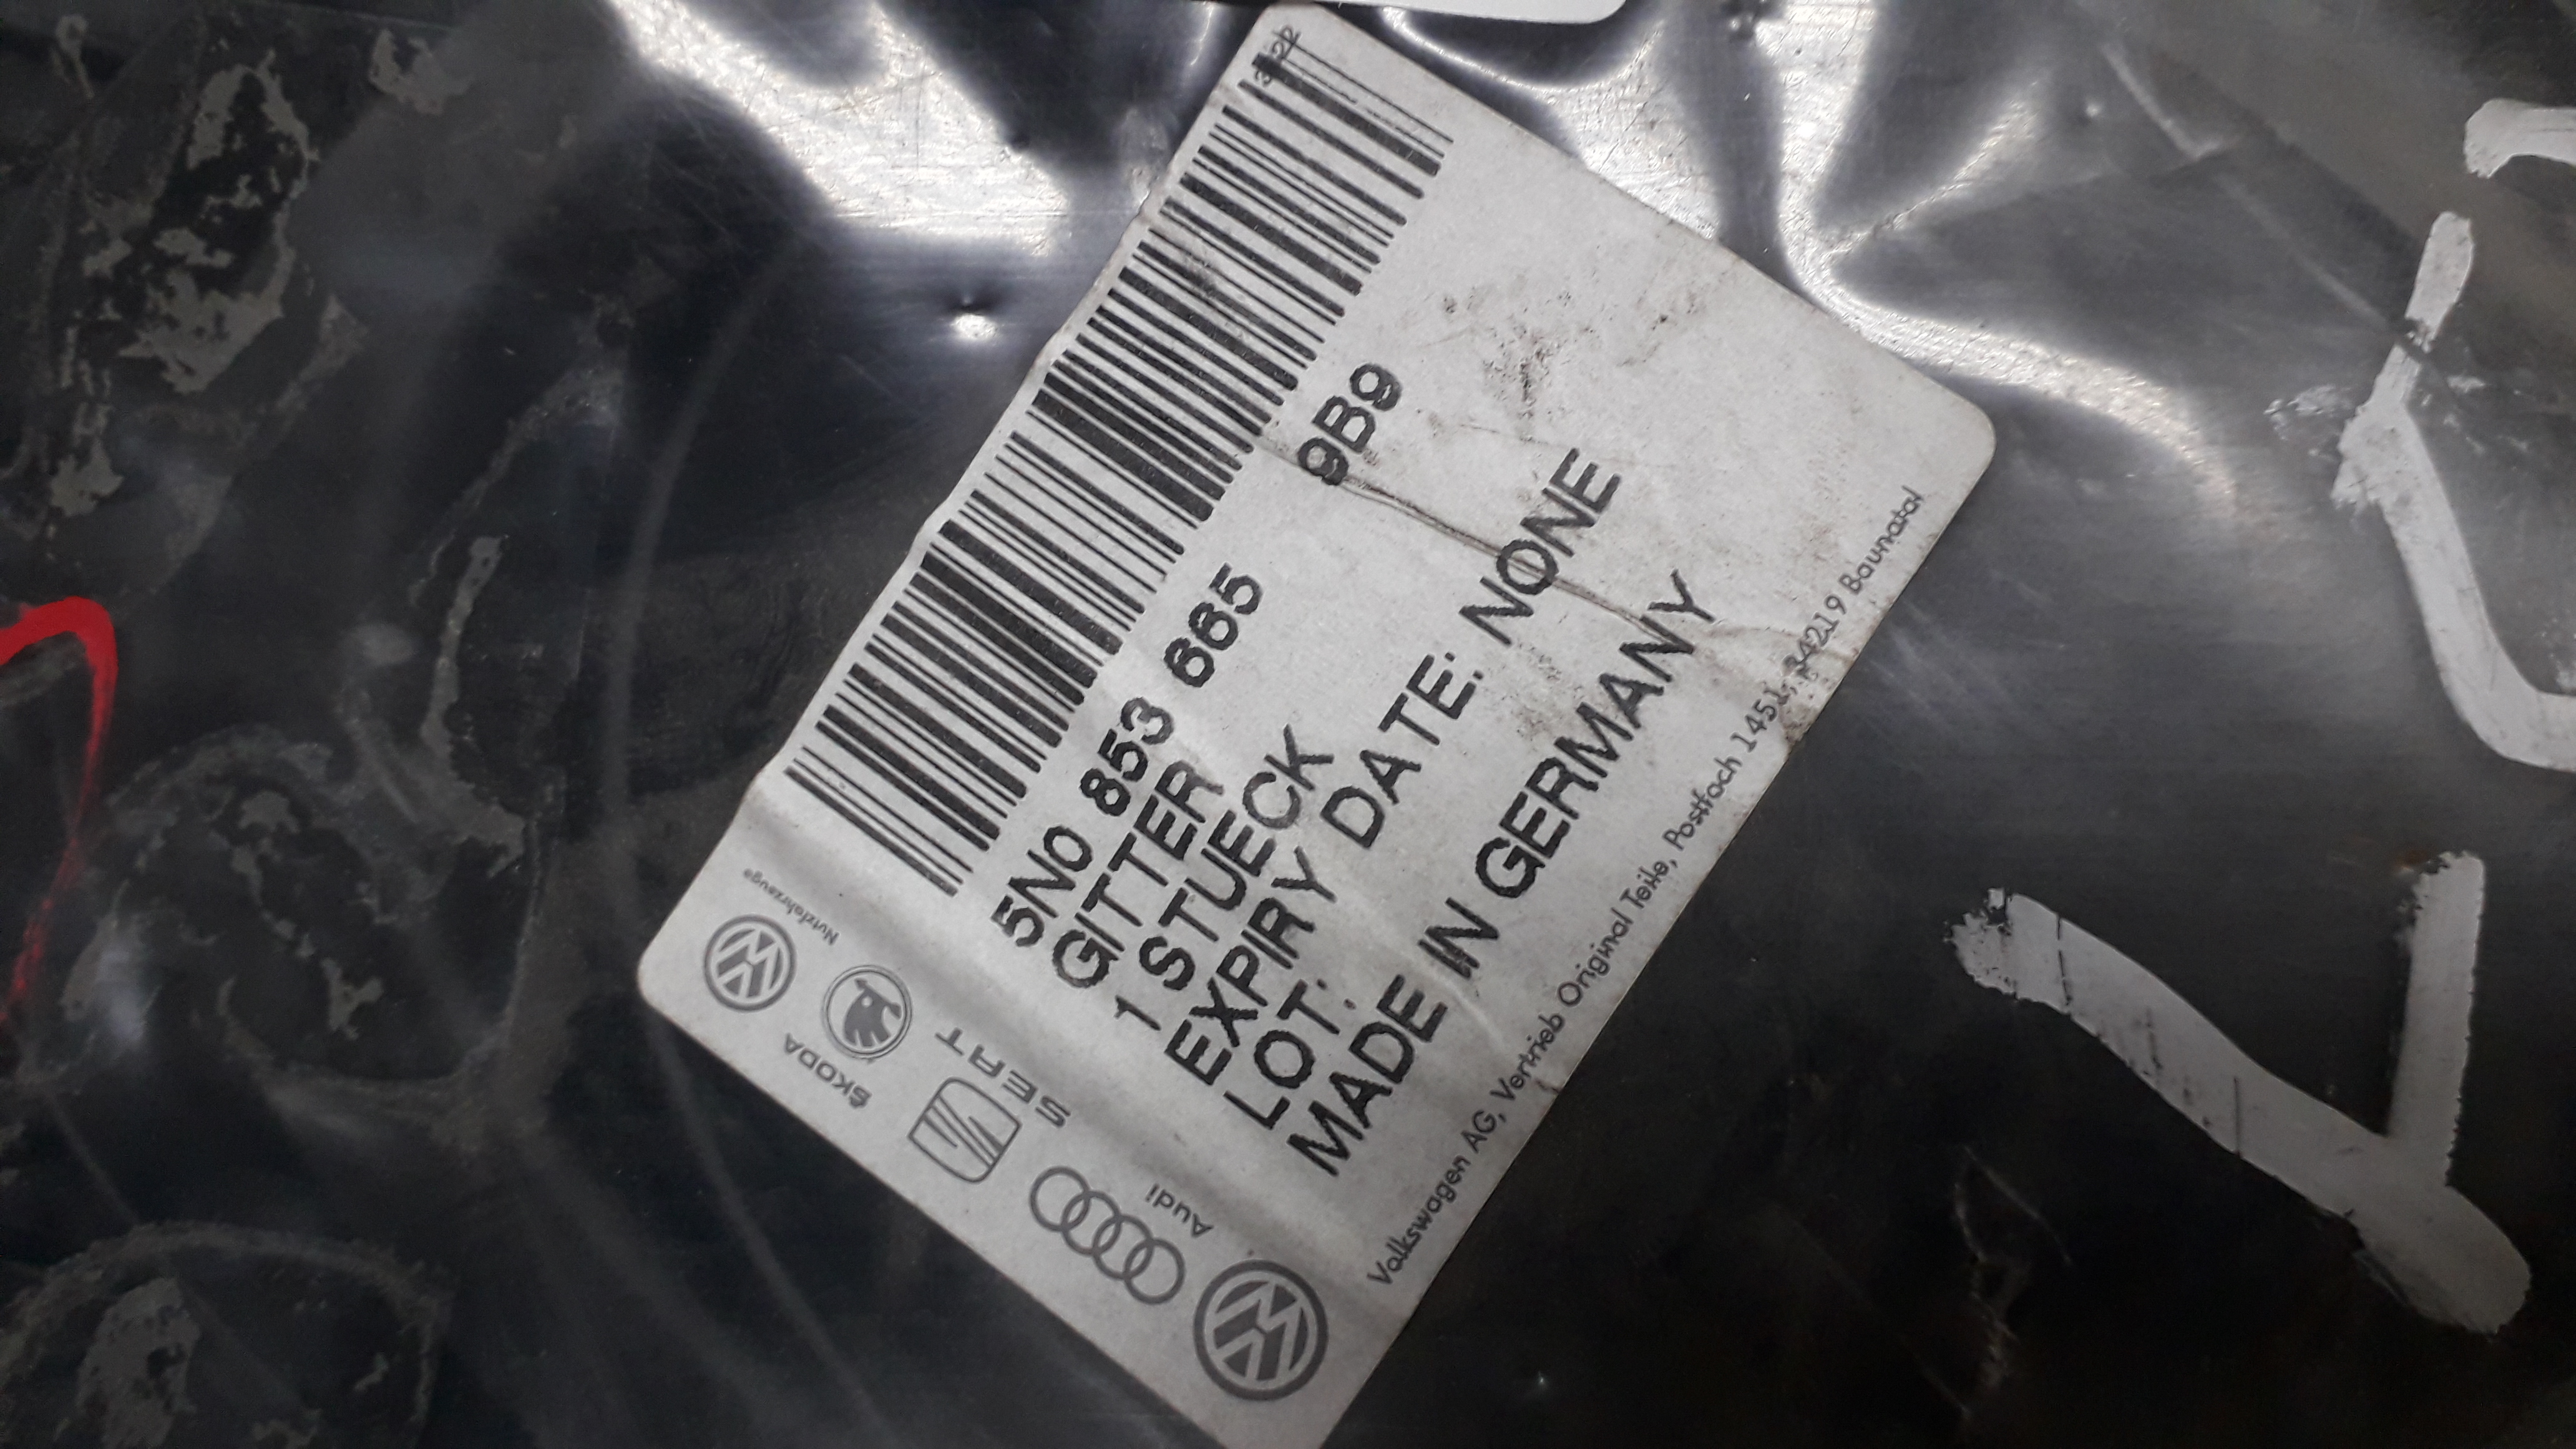 5N0 853 665 9B9
GITTER
1 STUECK
EXPIRY DATE: NONE
LOT:
MADE IN GERMANY
Volkswagen AG, Vertrieb Original Teile, Postfach 1451, 34219 Baunatal
Nutzfahrzeuge
ŠKODA
SEAT
Audi